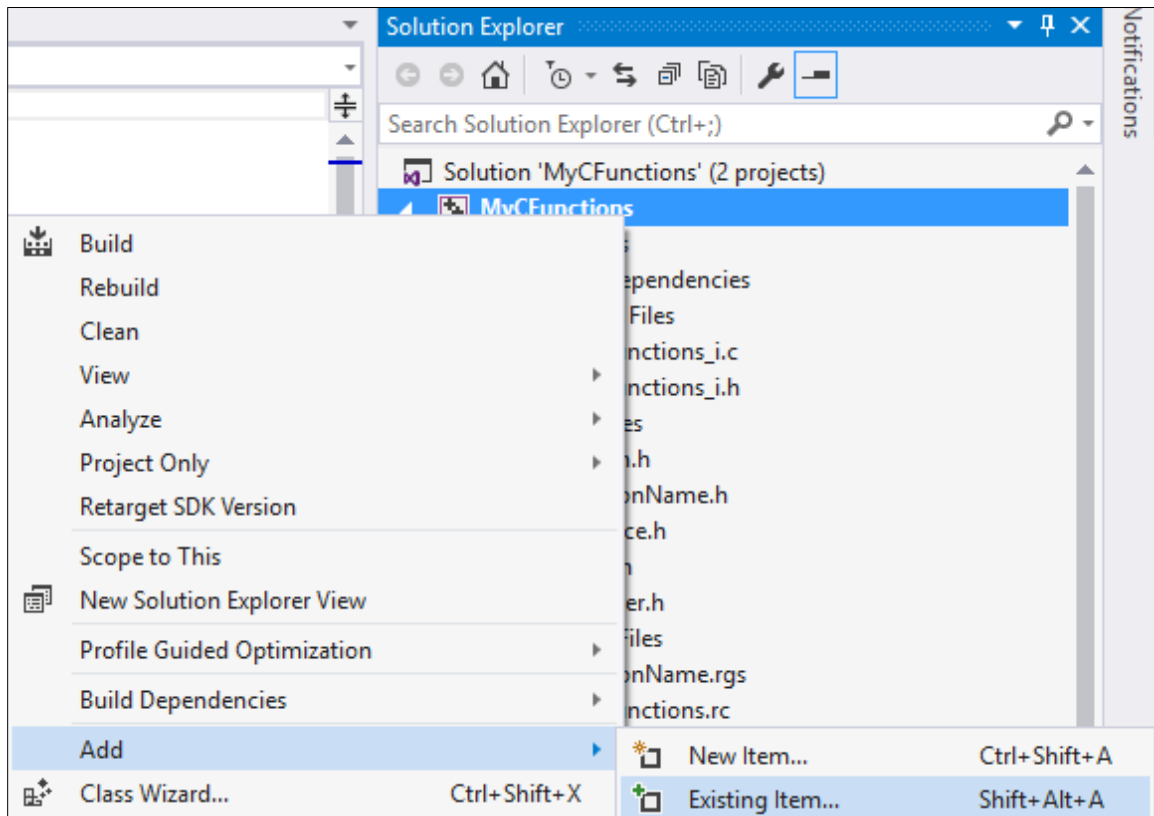 Solution Explorer
Notifications
Search Solution Explorer (Ctrl+;)
Solution 'MyCFunctions' (2 projects)
MyCFunctions
Build
Rebuild
Clean
View
Analyze
Project Only
Retarget SDK Version
Scope to This
New Solution Explorer View
Profile Guided Optimization
Build Dependencies
Add
Class Wizard... Ctrl+Shift+X
ependencies
Files
nctions_i.c
nctions_i.h
es
n.h
onName.h
ce.h
er.h
Files
onName.rgs
nctions.rc
New Item... Ctrl+Shift+A
Existing Item... Shift+Alt+A